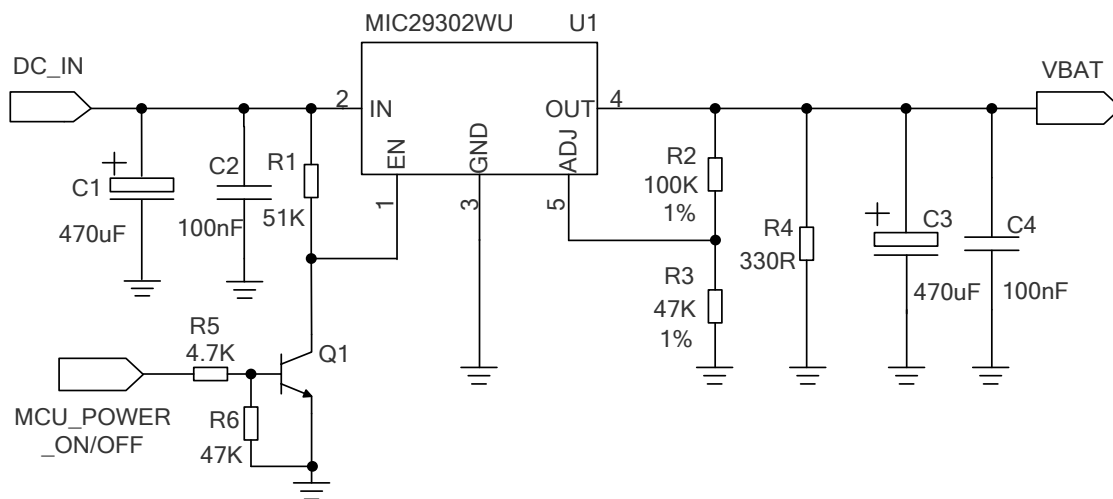 MIC29302WU U1
DC_IN
VBAT
2
IN
OUT
4
EN
GND
ADJ
1
3
5
C1
470uF
C2
100nF
R1
51K
R2
100K
1%
R3
47K
1%
R4
330R
C3
470uF
C4
100nF
R5
4.7K
Q1
MCU_POWER
_ON/OFF
R6
47K